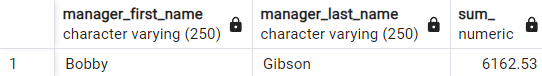 manager_first_name manager_last_name sum_
character varying (250) character varying (250) numeric
1 Bobby Gibson 6162.53